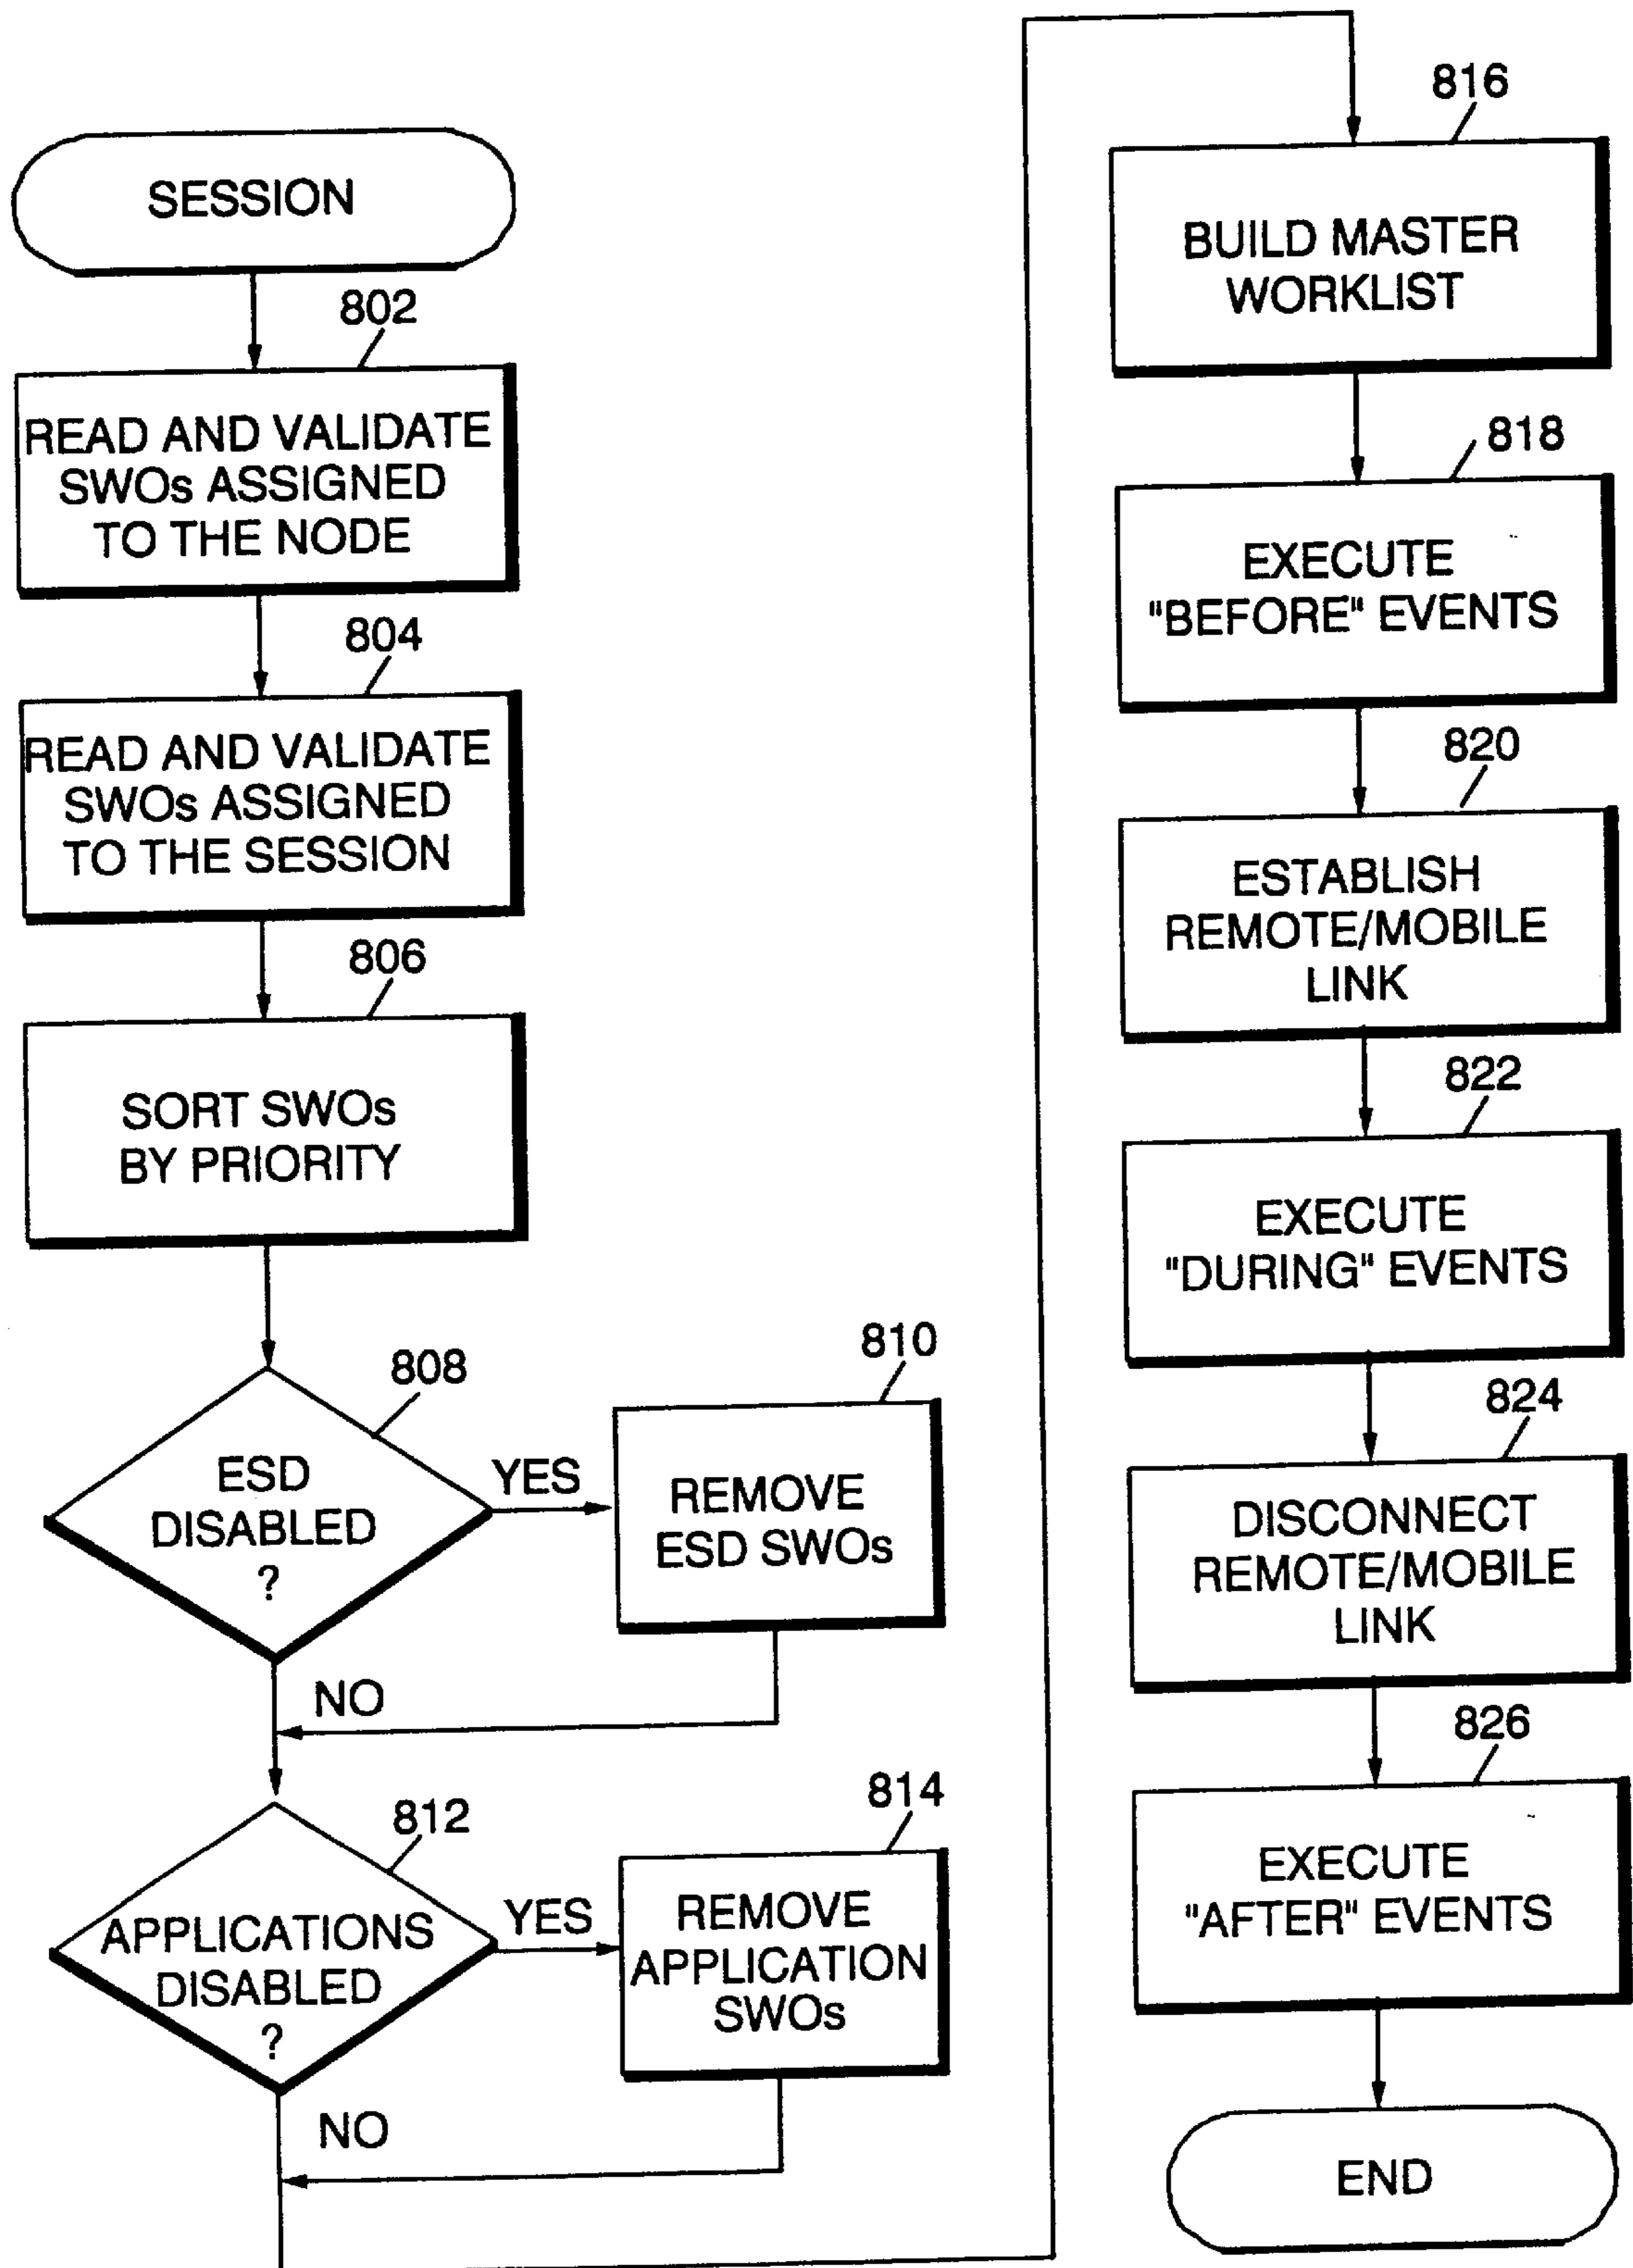 SESSION
802
READ AND VALIDATE
SWOs ASSIGNED
TO THE NODE
804
READ AND VALIDATE
SWOs ASSIGNED
TO THE SESSION
806
SORT SWOs
BY PRIORITY
808
ESD
DISABLED
?
YES
810
REMOVE
ESD SWOs
NO
812
APPLICATIONS
DISABLED
?
YES
814
REMOVE
APPLICATION
SWOs
NO
816
BUILD MASTER
WORKLIST
818
EXECUTE
"BEFORE" EVENTS
820
ESTABLISH
REMOTE/MOBILE
LINK
822
EXECUTE
"DURING" EVENTS
824
DISCONNECT
REMOTE/MOBILE
LINK
826
EXECUTE
"AFTER" EVENTS
END